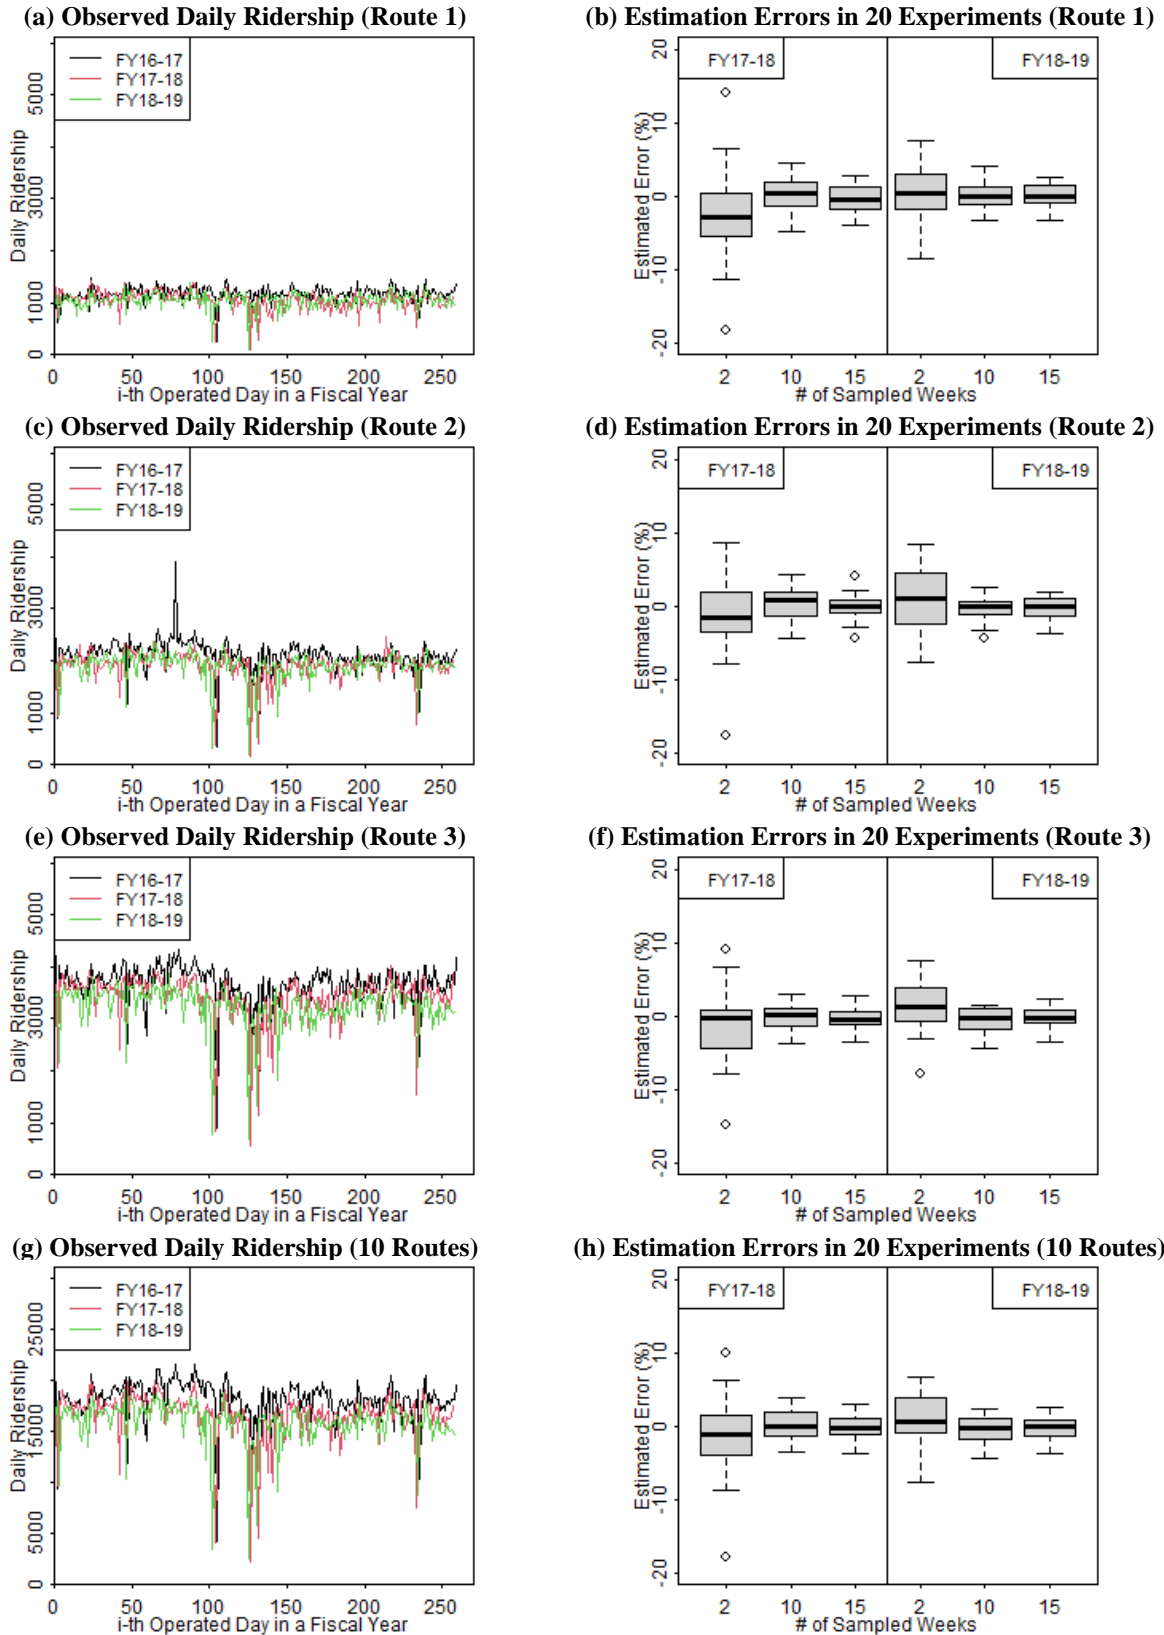 (a) Observed Daily Ridership (Route 1)
FY16-17
FY17-18
FY18-19
Daily Ridership
0 1000 3000 5000
0 50 100 150 200 250
i-th Operated Day in a Fiscal Year
(b) Estimation Errors in 20 Experiments (Route 1)
FY17-18 FY18-19
Estimated Error (%)
-20 -10 0 10 20
2 10 15 2 10 15
# of Sampled Weeks
(c) Observed Daily Ridership (Route 2)
FY16-17
FY17-18
FY18-19
Daily Ridership
0 1000 3000 5000
0 50 100 150 200 250
i-th Operated Day in a Fiscal Year
(d) Estimation Errors in 20 Experiments (Route 2)
FY17-18 FY18-19
Estimated Error (%)
-20 -10 0 10 20
2 10 15 2 10 15
# of Sampled Weeks
(e) Observed Daily Ridership (Route 3)
FY16-17
FY17-18
FY18-19
Daily Ridership
0 1000 3000 5000
0 50 100 150 200 250
i-th Operated Day in a Fiscal Year
(f) Estimation Errors in 20 Experiments (Route 3)
FY17-18 FY18-19
Estimated Error (%)
-20 -10 0 10 20
2 10 15 2 10 15
# of Sampled Weeks
(g) Observed Daily Ridership (10 Routes)
FY16-17
FY17-18
FY18-19
Daily Ridership
0 5000 15000 25000
0 50 100 150 200 250
i-th Operated Day in a Fiscal Year
(h) Estimation Errors in 20 Experiments (10 Routes)
FY17-18 FY18-19
Estimated Error (%)
-20 -10 0 10 20
2 10 15 2 10 15
# of Sampled Weeks